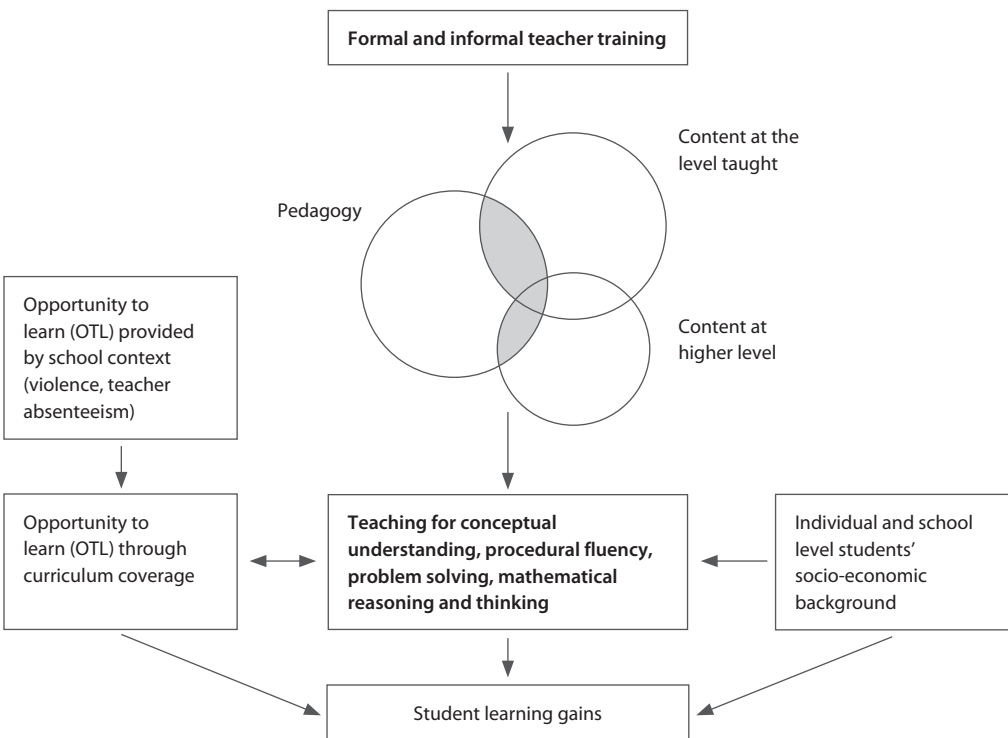 Formal and informal teacher training
Content at the
level taught
Pedagogy
Content at
higher level
Opportunity to
learn (OTL) provided
by school context
(violence, teacher
absenteeism)
Opportunity to
learn (OTL) through
curriculum coverage
Teaching for conceptual
understanding, procedural fluency,
problem solving, mathematical
reasoning and thinking
Individual and school
level students’
socio-economic
background
Student learning gains